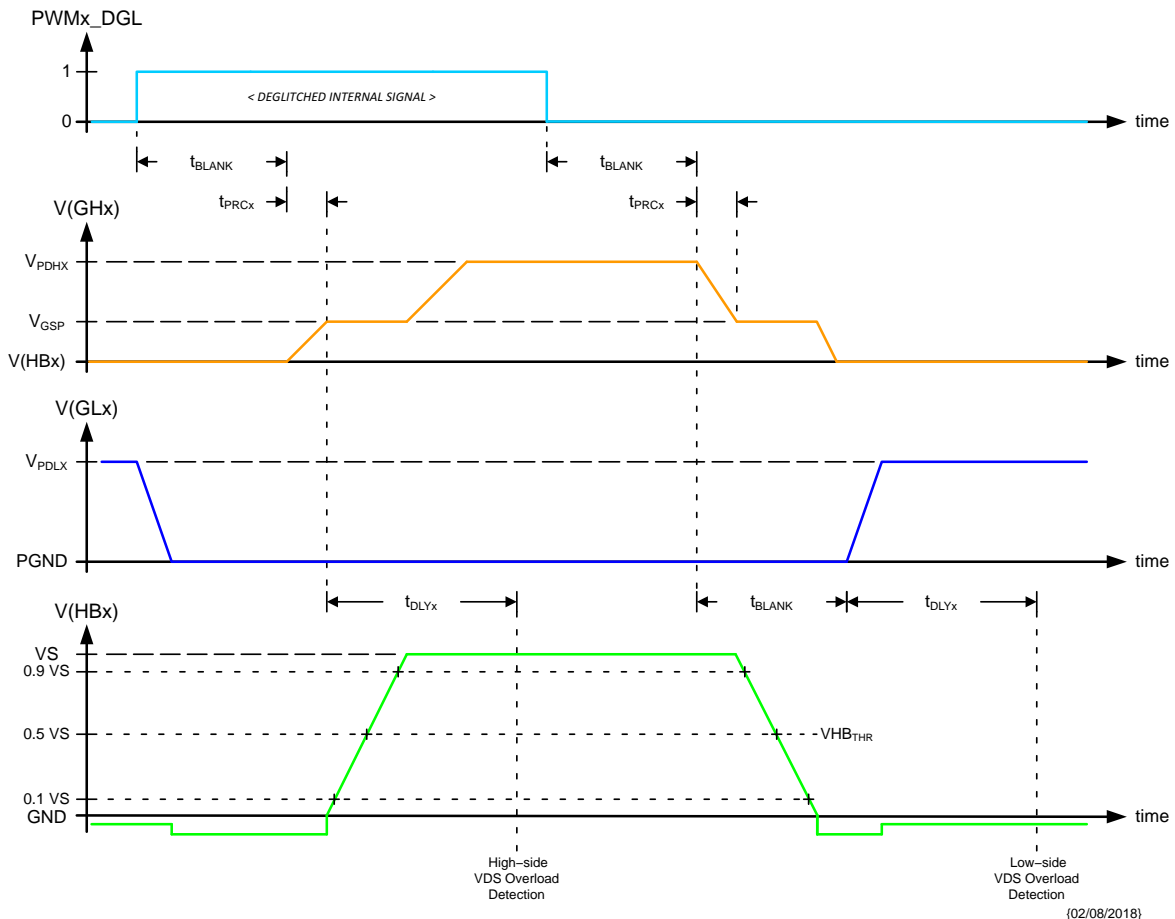 PWMx_DGL
1
< DEGLITCHED INTERNAL SIGNAL >
0
time
tBLANK
tBLANK
tPRCx
tPRCx
V(GHx)
VPDHX
VGSP
V(HBx)
time
V(GLx)
VPDLX
PGND
time
tDLYx
tBLANK
tDLYx
V(HBx)
VS
0.9 VS
0.5 VS
VHBTHR
0.1 VS
GND
time
High–side
VDS Overload
Detection
Low–side
VDS Overload
Detection
{02/08/2018}